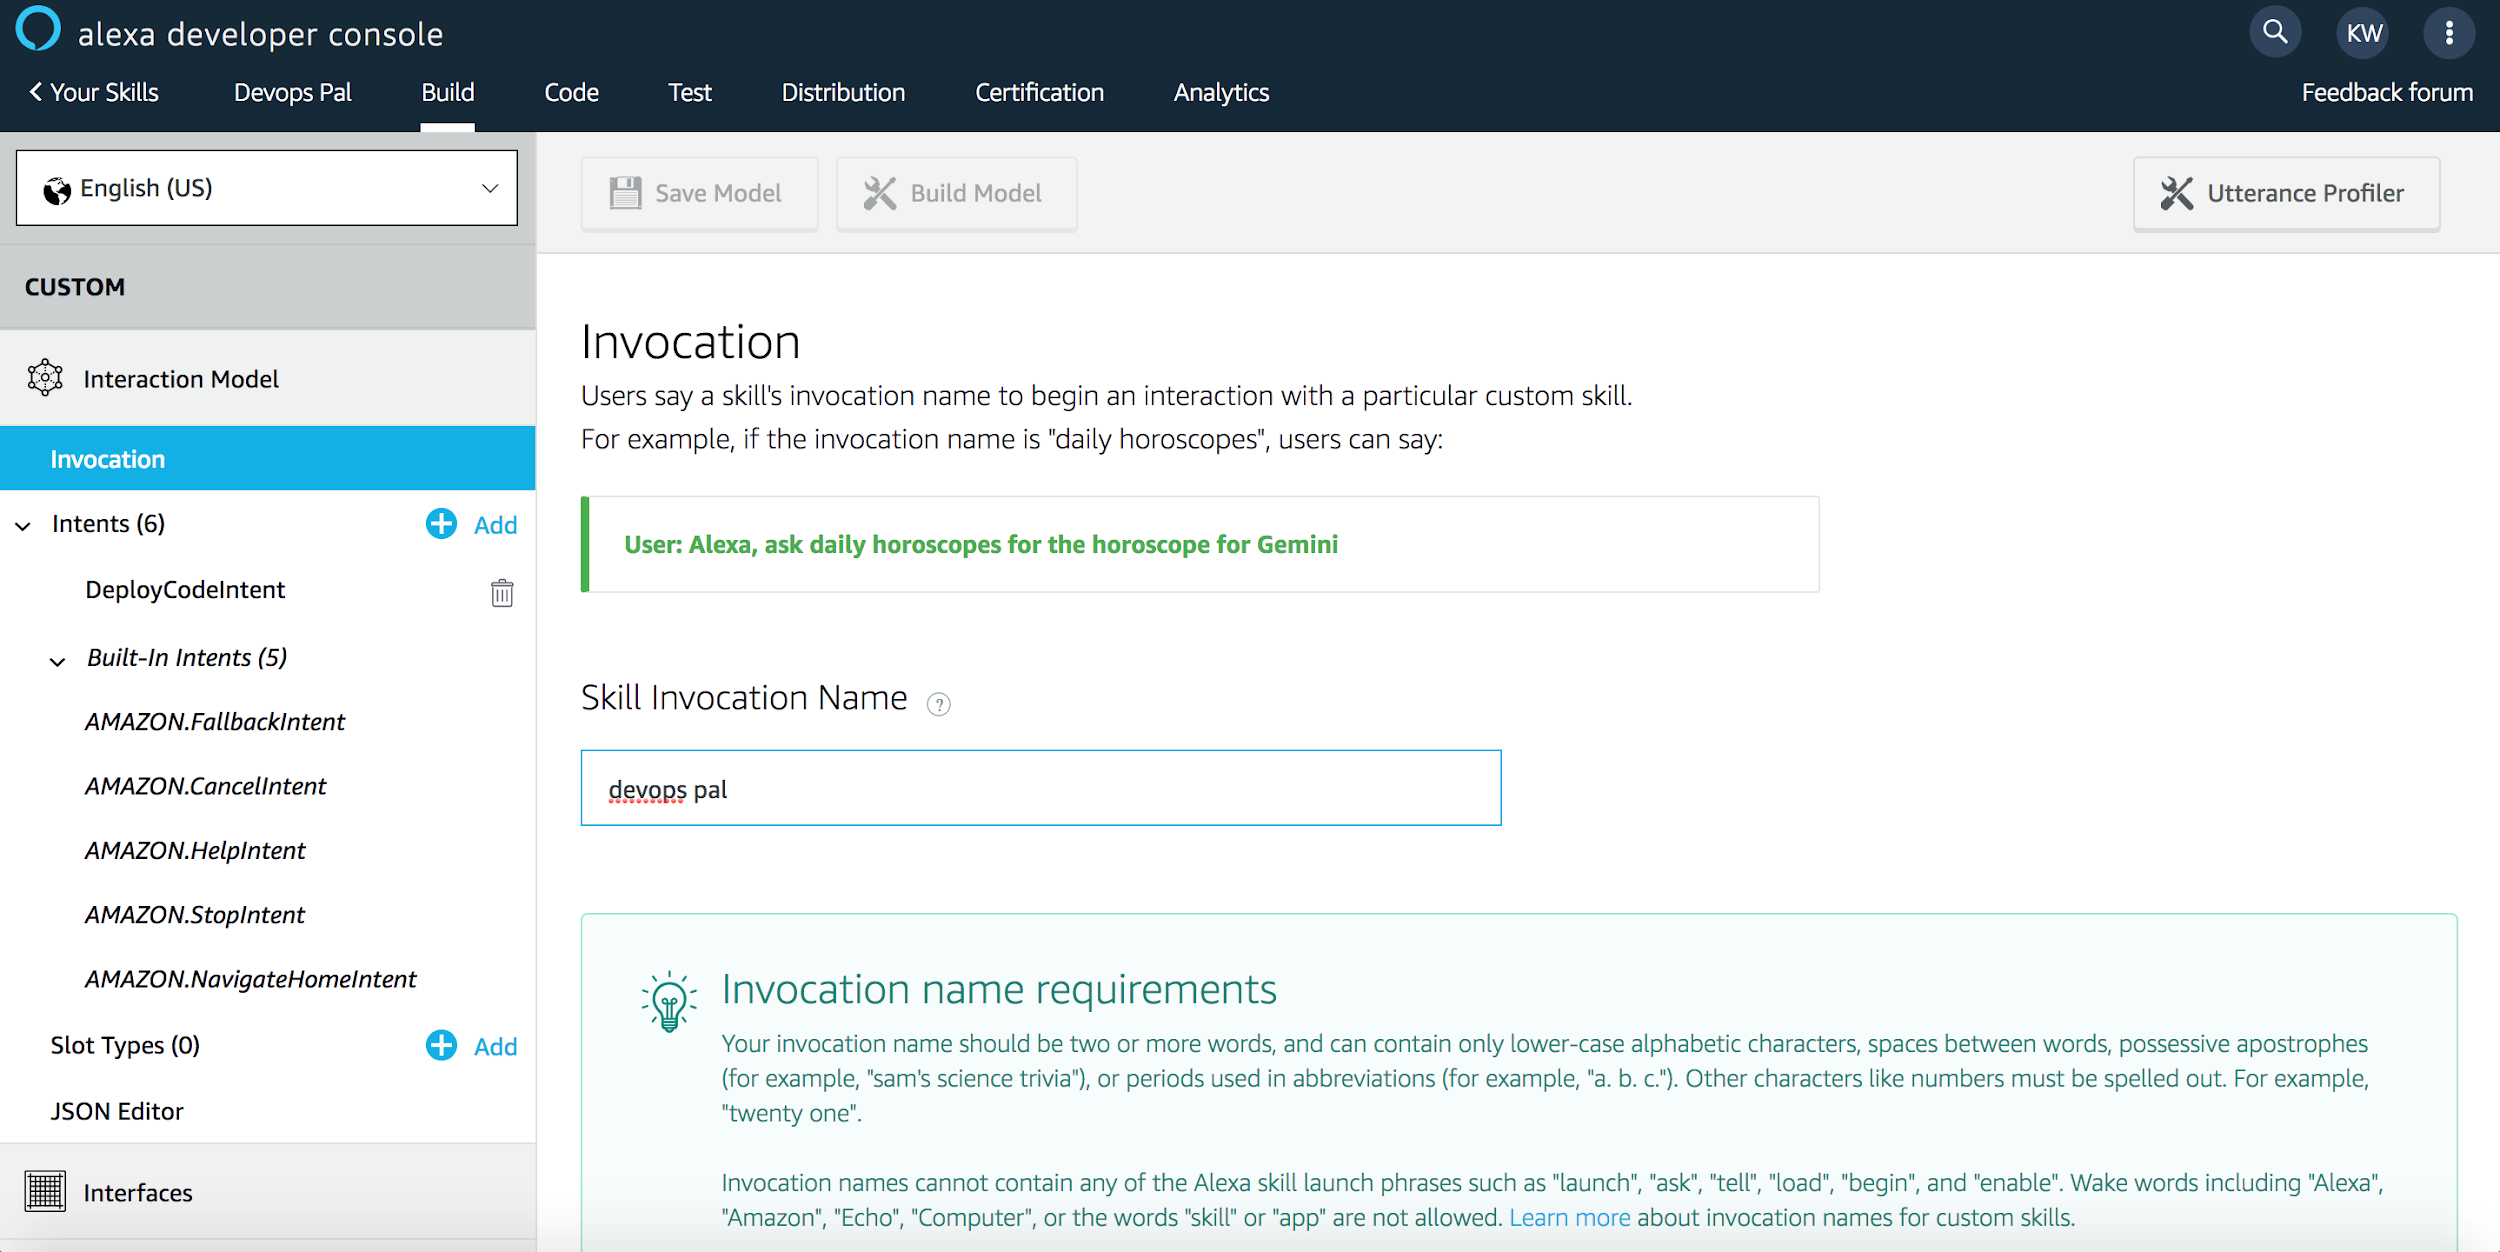 alexa developer console
KW
Your Skills Devops Pal Build Code Test Distribution Certification Analytics Feedback forum
English (US)
Save Model Build Model Utterance Profiler
CUSTOM
Interaction Model
Invocation
Intents (6) Add
DeployCodeIntent
Built-In Intents (5)
AMAZON.FallbackIntent
AMAZON.CancelIntent
AMAZON.HelpIntent
AMAZON.StopIntent
AMAZON.NavigateHomeIntent
Slot Types (0) Add
JSON Editor
Interfaces
Invocation
Users say a skill's invocation name to begin an interaction with a particular custom skill.
For example, if the invocation name is "daily horoscopes", users can say:
User: Alexa, ask daily horoscopes for the horoscope for Gemini
Skill Invocation Name ?
devops pal
Invocation name requirements
Your invocation name should be two or more words, and can contain only lower-case alphabetic characters, spaces between words, possessive apostrophes
(for example, "sam's science trivia"), or periods used in abbreviations (for example, "a. b. c."). Other characters like numbers must be spelled out. For example,
"twenty one".
Invocation names cannot contain any of the Alexa skill launch phrases such as "launch", "ask", "tell", "load", "begin", and "enable". Wake words including "Alexa",
"Amazon", "Echo", "Computer", or the words "skill" or "app" are not allowed. Learn more about invocation names for custom skills.